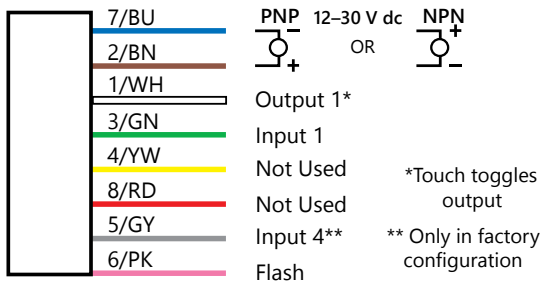 7/BU
PNP 12–30 V dc NPN
– +
OR
2/BN
+ –
1/WH
Output 1*
3/GN
Input 1
4/YW
Not Used
*Touch toggles
output
8/RD
Not Used
5/GY
Input 4**
** Only in factory
configuration
6/PK
Flash